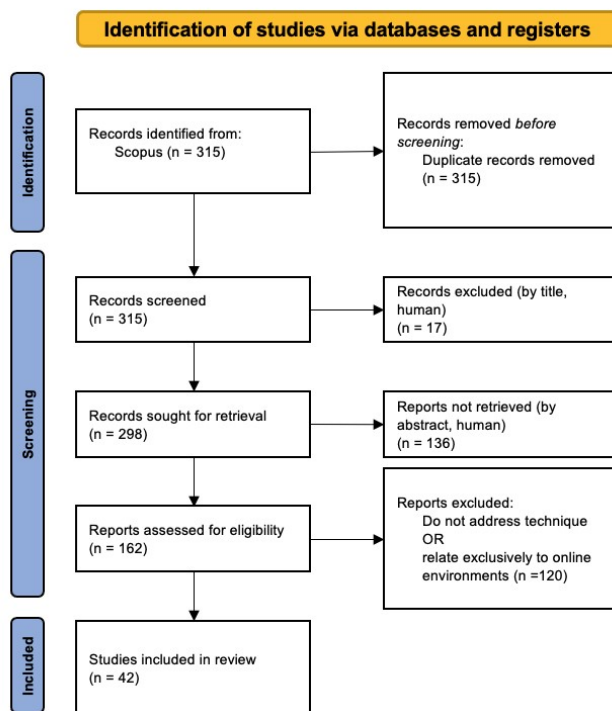 Identification of studies via databases and registers
Identification
Records identified from:
Scopus (n = 315)
Records removed before
screening:
Duplicate records removed
(n = 315)
Screening
Records screened
(n = 315)
Records excluded (by title,
human)
(n = 17)
Records sought for retrieval
(n = 298)
Reports not retrieved (by
abstract, human)
(n = 136)
Reports assessed for eligibility
(n = 162)
Reports excluded:
Do not address technique
OR
relate exclusively to online
environments (n =120)
Included
Studies included in review
(n = 42)